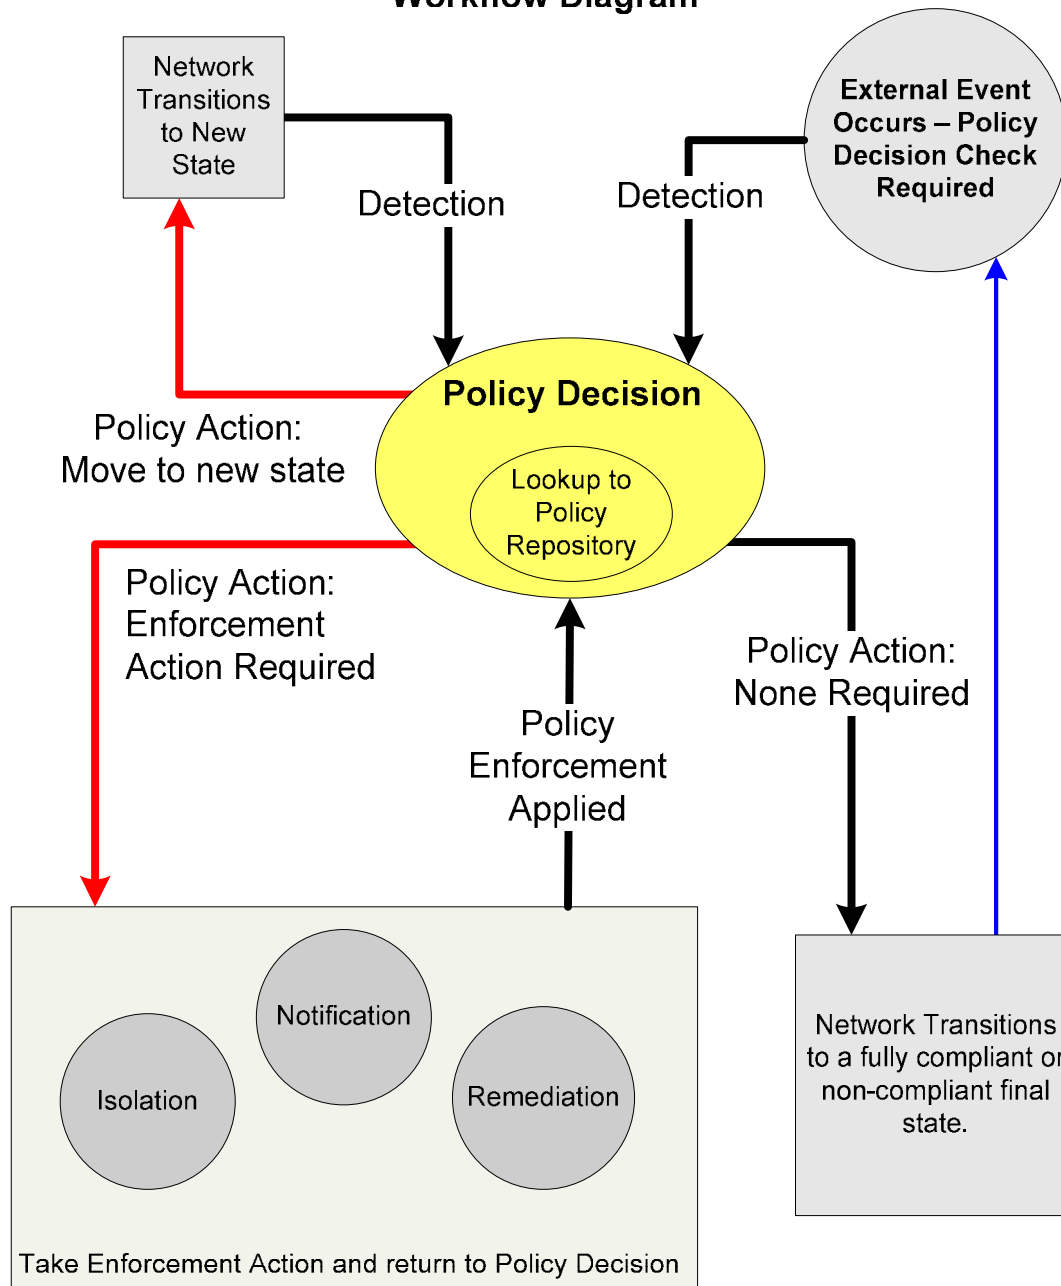 Workflow Diagram
Network
Transitions
to New
State
External Event
Occurs – Policy
Decision Check
Required
Detection
Detection
Policy Decision
Lookup to
Policy
Repository
Policy Action:
Move to new state
Policy Action:
Enforcement
Action Required
Policy Action:
None Required
Policy
Enforcement
Applied
Notification
Isolation
Remediation
Network Transitions
to a fully compliant or
non-compliant final
state.
Take Enforcement Action and return to Policy Decision